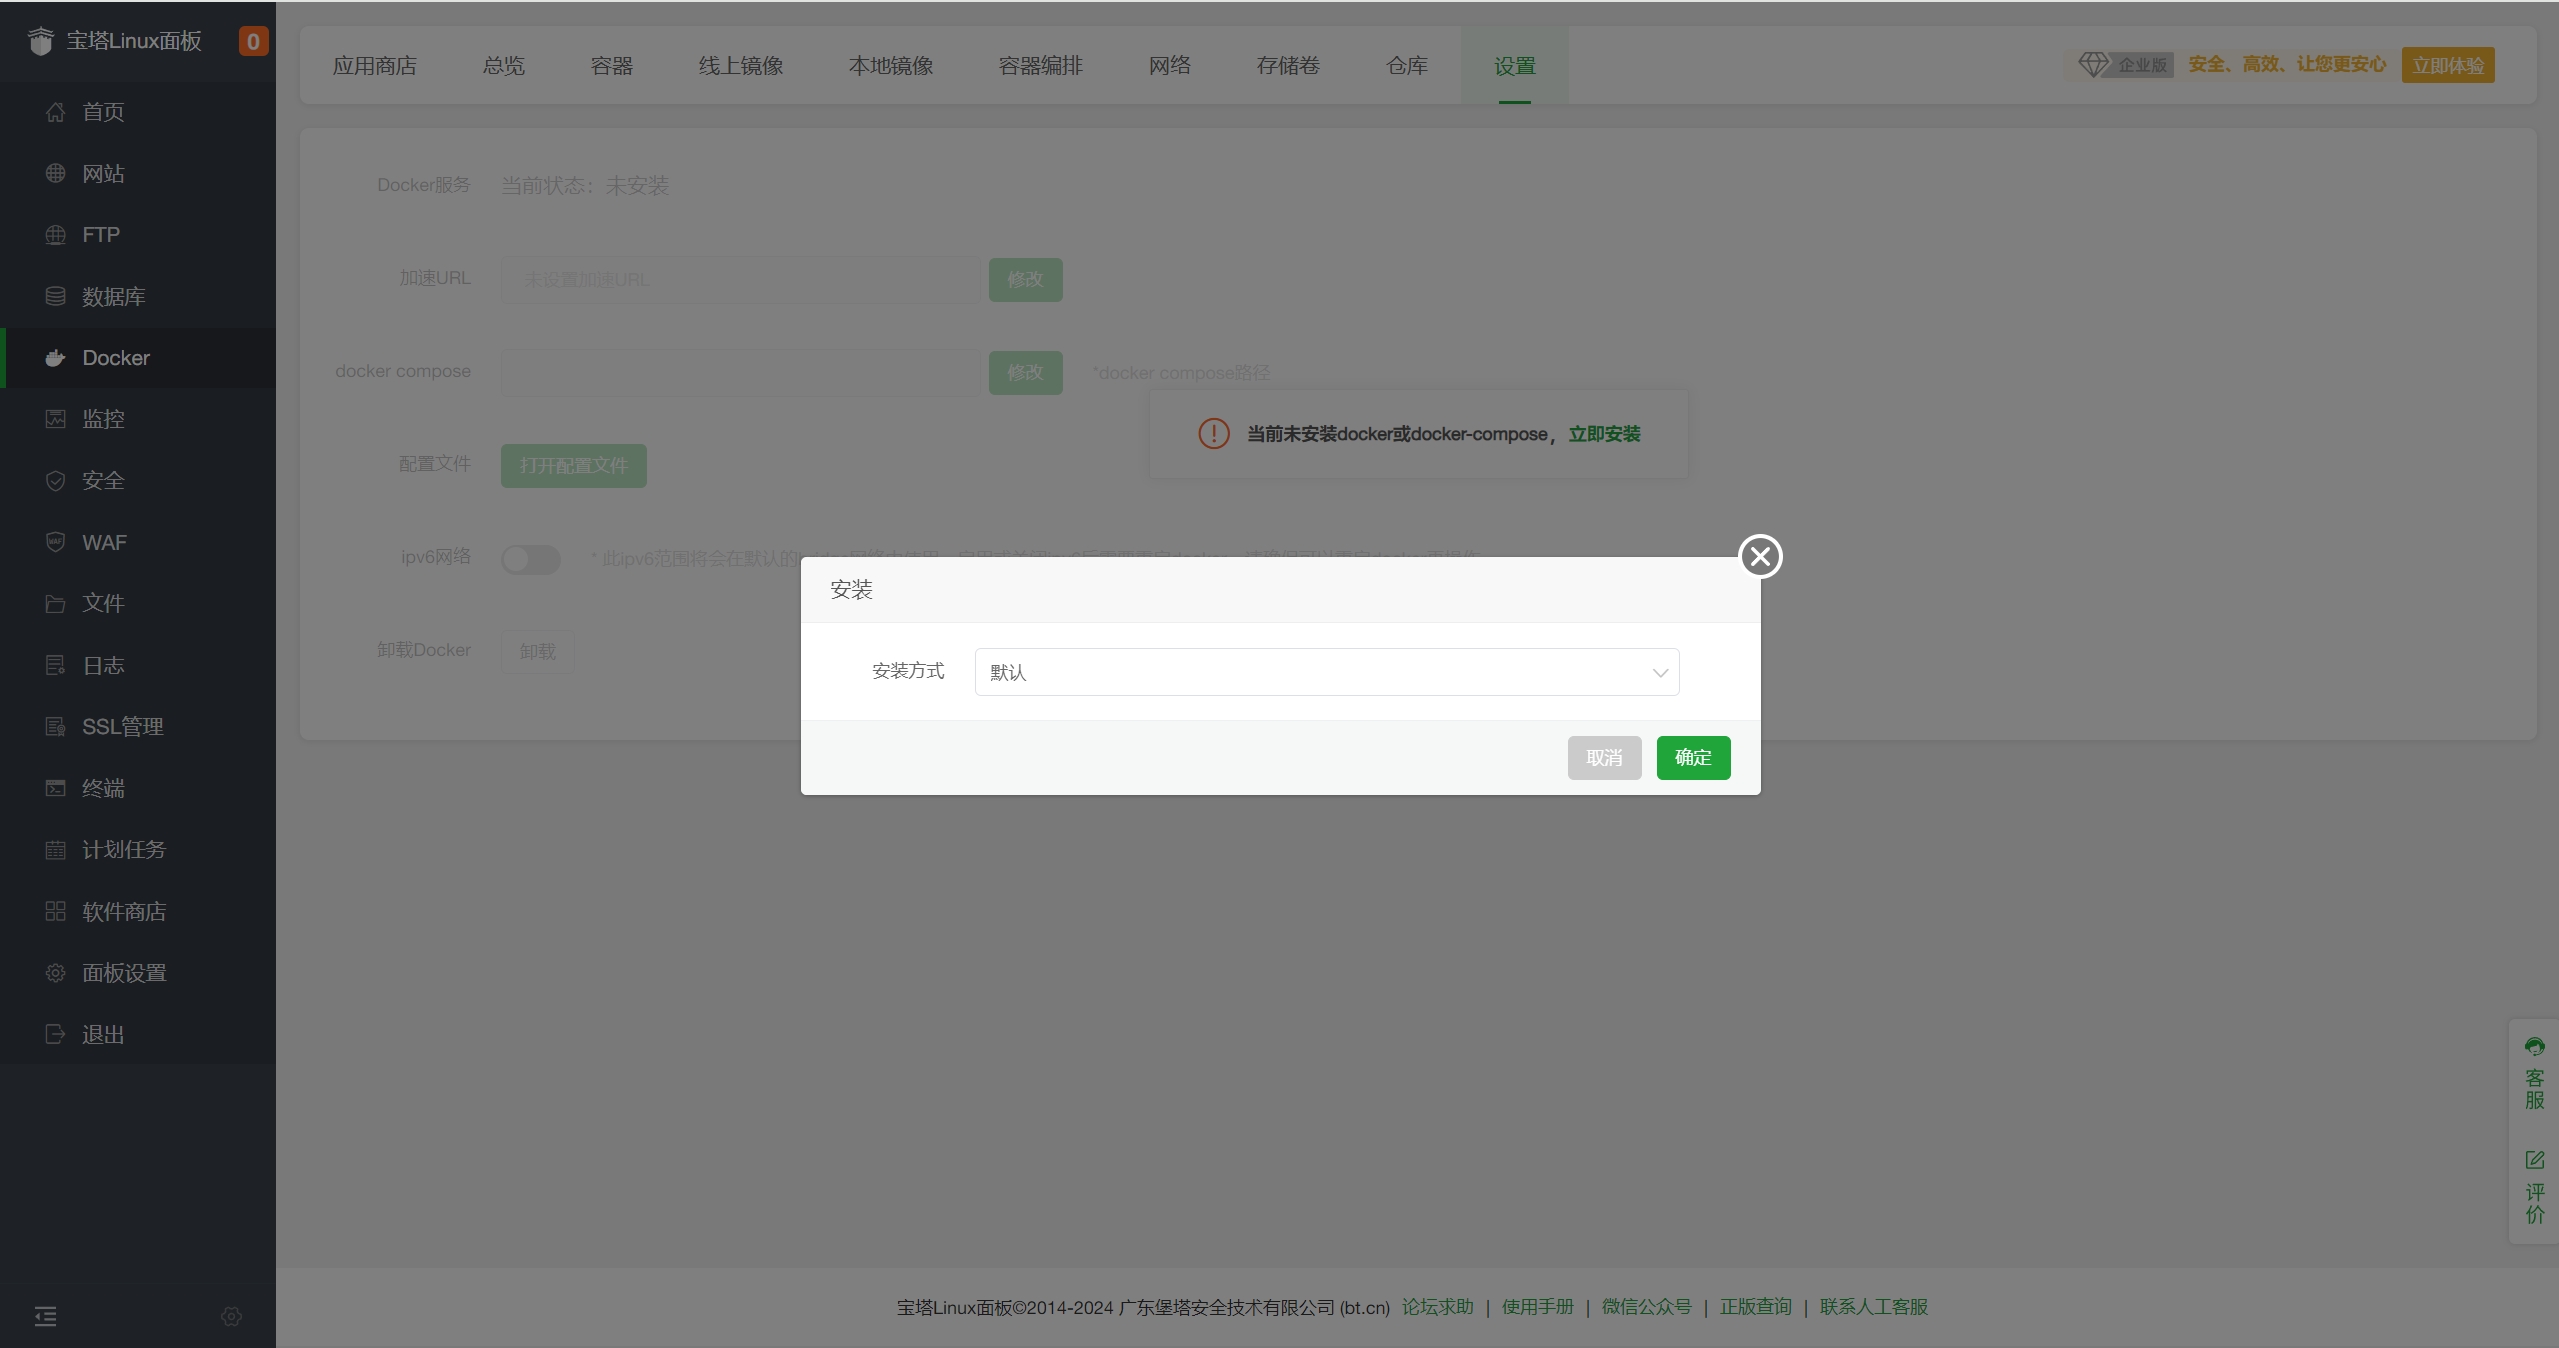 宝塔Linux面板 0
首页
网站
FTP
数据库
Docker
监控
安全
WAF
文件
日志
SSL管理
终端
计划任务
软件商店
面板设置
退出
应用商店 总览 容器 线上镜像 本地镜像 容器编排 网络 存储卷 仓库 设置
企业版 安全、高效、让您更安心 立即体验
Docker服务 当前状态：未安装
加速URL 未设置加速URL 修改
docker compose 修改 *docker compose路径
当前未安装docker或docker-compose，立即安装
配置文件 打开配置文件
ipv6网络 * 此ipv6范围将会在默认的
卸载Docker 卸载
安装
安装方式 默认
取消 确定
客服
评价
宝塔Linux面板©2014-2024 广东堡塔安全技术有限公司 (bt.cn) 论坛求助 | 使用手册 | 微信公众号 | 正版查询 | 联系人工客服